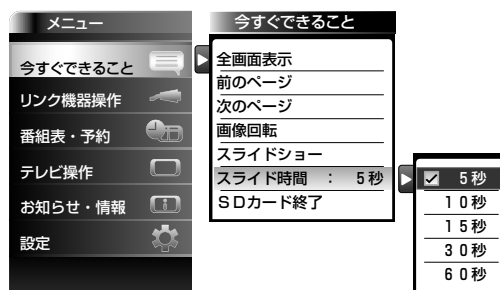 メニュー
今すぐできること
リンク機器操作
番組表・予約
テレビ操作
お知らせ・情報
設定
今すぐできること
全画面表示
前のページ
次のページ
画像回転
スライドショー
スライド時間 : 5秒
SDカード終了
5秒
10秒
15秒
30秒
60秒